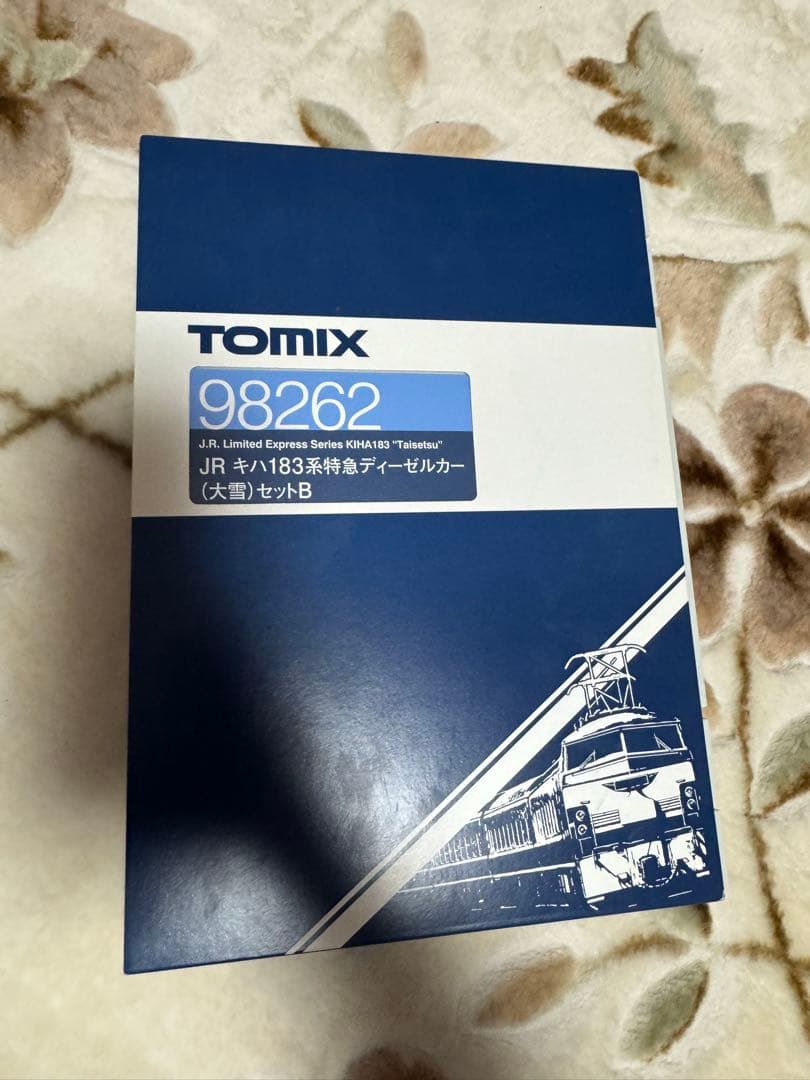 TOMIX
98262
J.R. Limited Express Series KIHA183 "Taisetsu"
JR キハ183系特急ディーゼルカー
(大雪)セットB